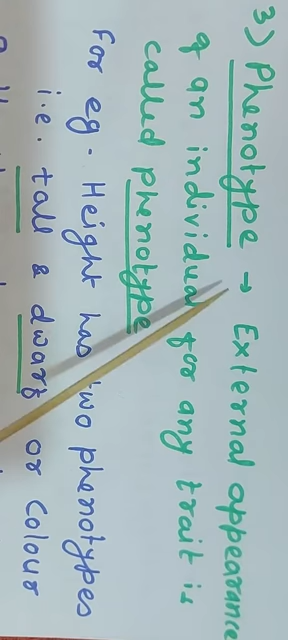 3) Phenotype → External appearance
of an individual for any trait is
called phenotype
For eg. Height has two phenotypes
i.e. tall & dwarf or colour